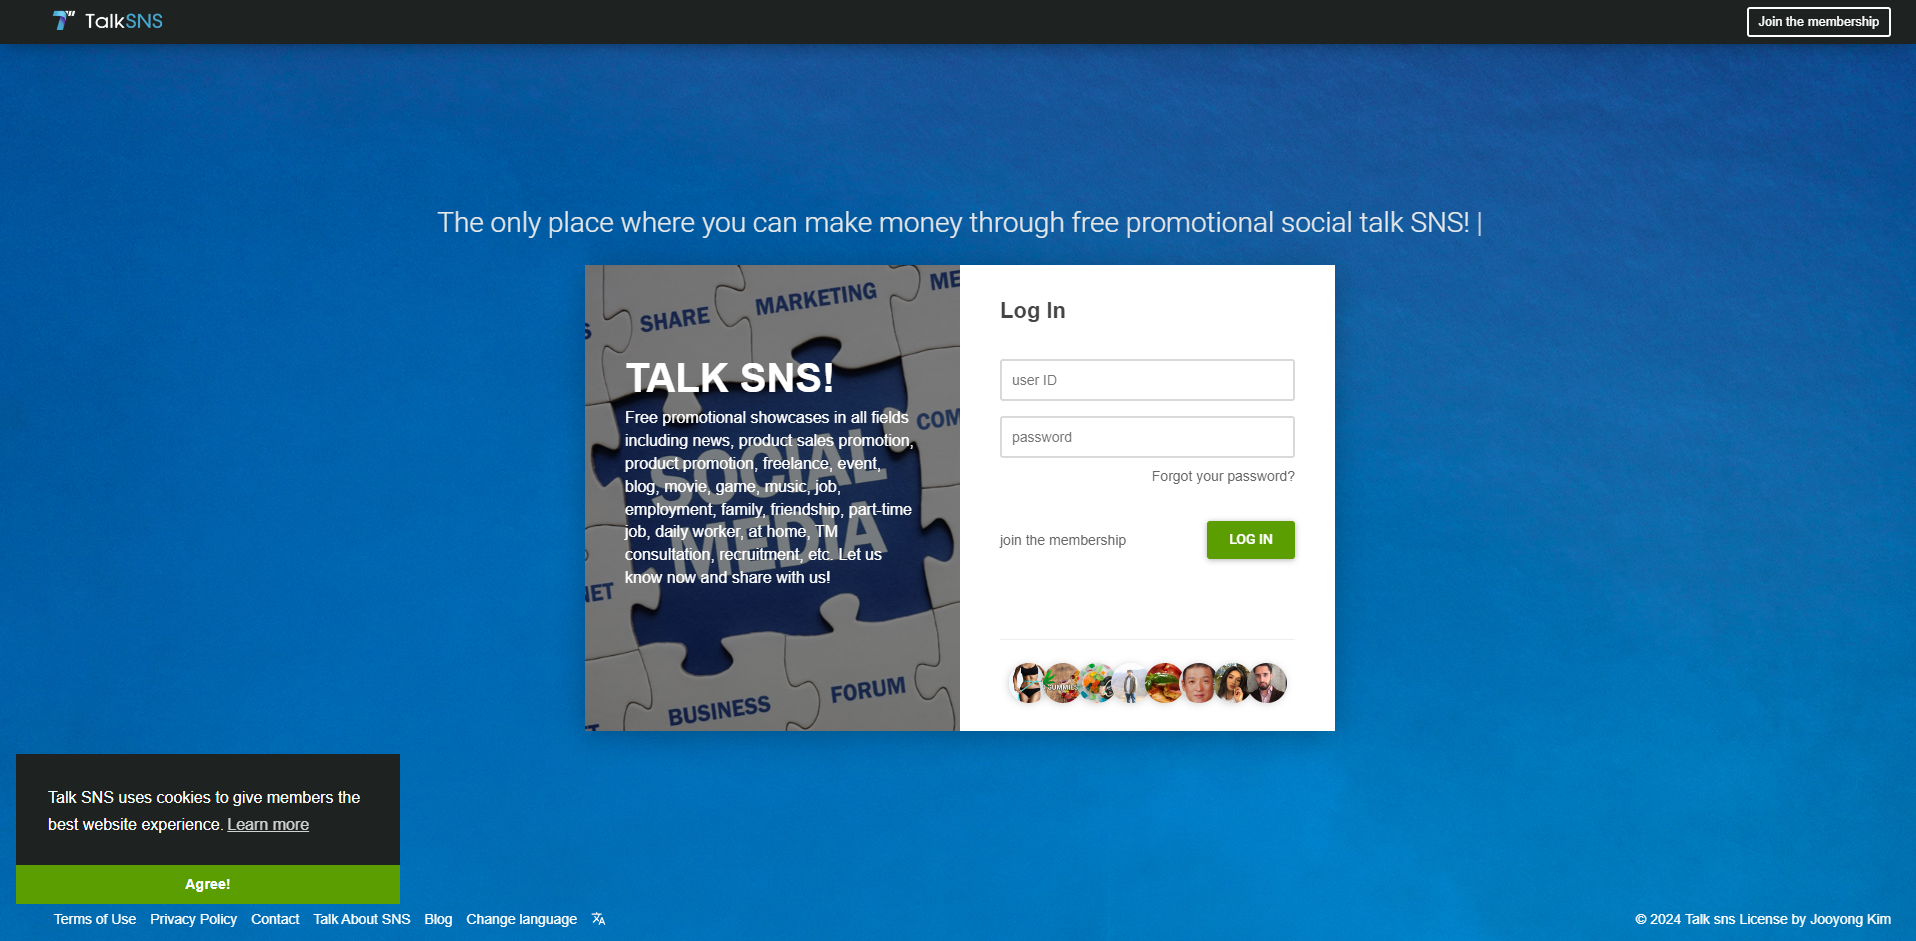 TalkSNS
Join the membership
The only place where you can make money through free promotional social talk SNS! |
SHARE
MARKETING
ME
TALK SNS!
Free promotional showcases in all fields
including news, product sales promotion,
product promotion, freelance, event,
blog, movie, game, music, job,
employment, family, friendship, part-time
job, daily worker, at home, TM
consultation, recruitment, etc. Let us
know now and share with us!
COM
SOCIAL
MEDIA
NET
BUSINESS
FORUM
Log In
user ID
password
Forgot your password?
join the membership
LOG IN
GUMMIES
Talk SNS uses cookies to give members the
best website experience. Learn more
Agree!
Terms of Use Privacy Policy Contact Talk About SNS Blog Change language
© 2024 Talk sns License by Jooyong Kim